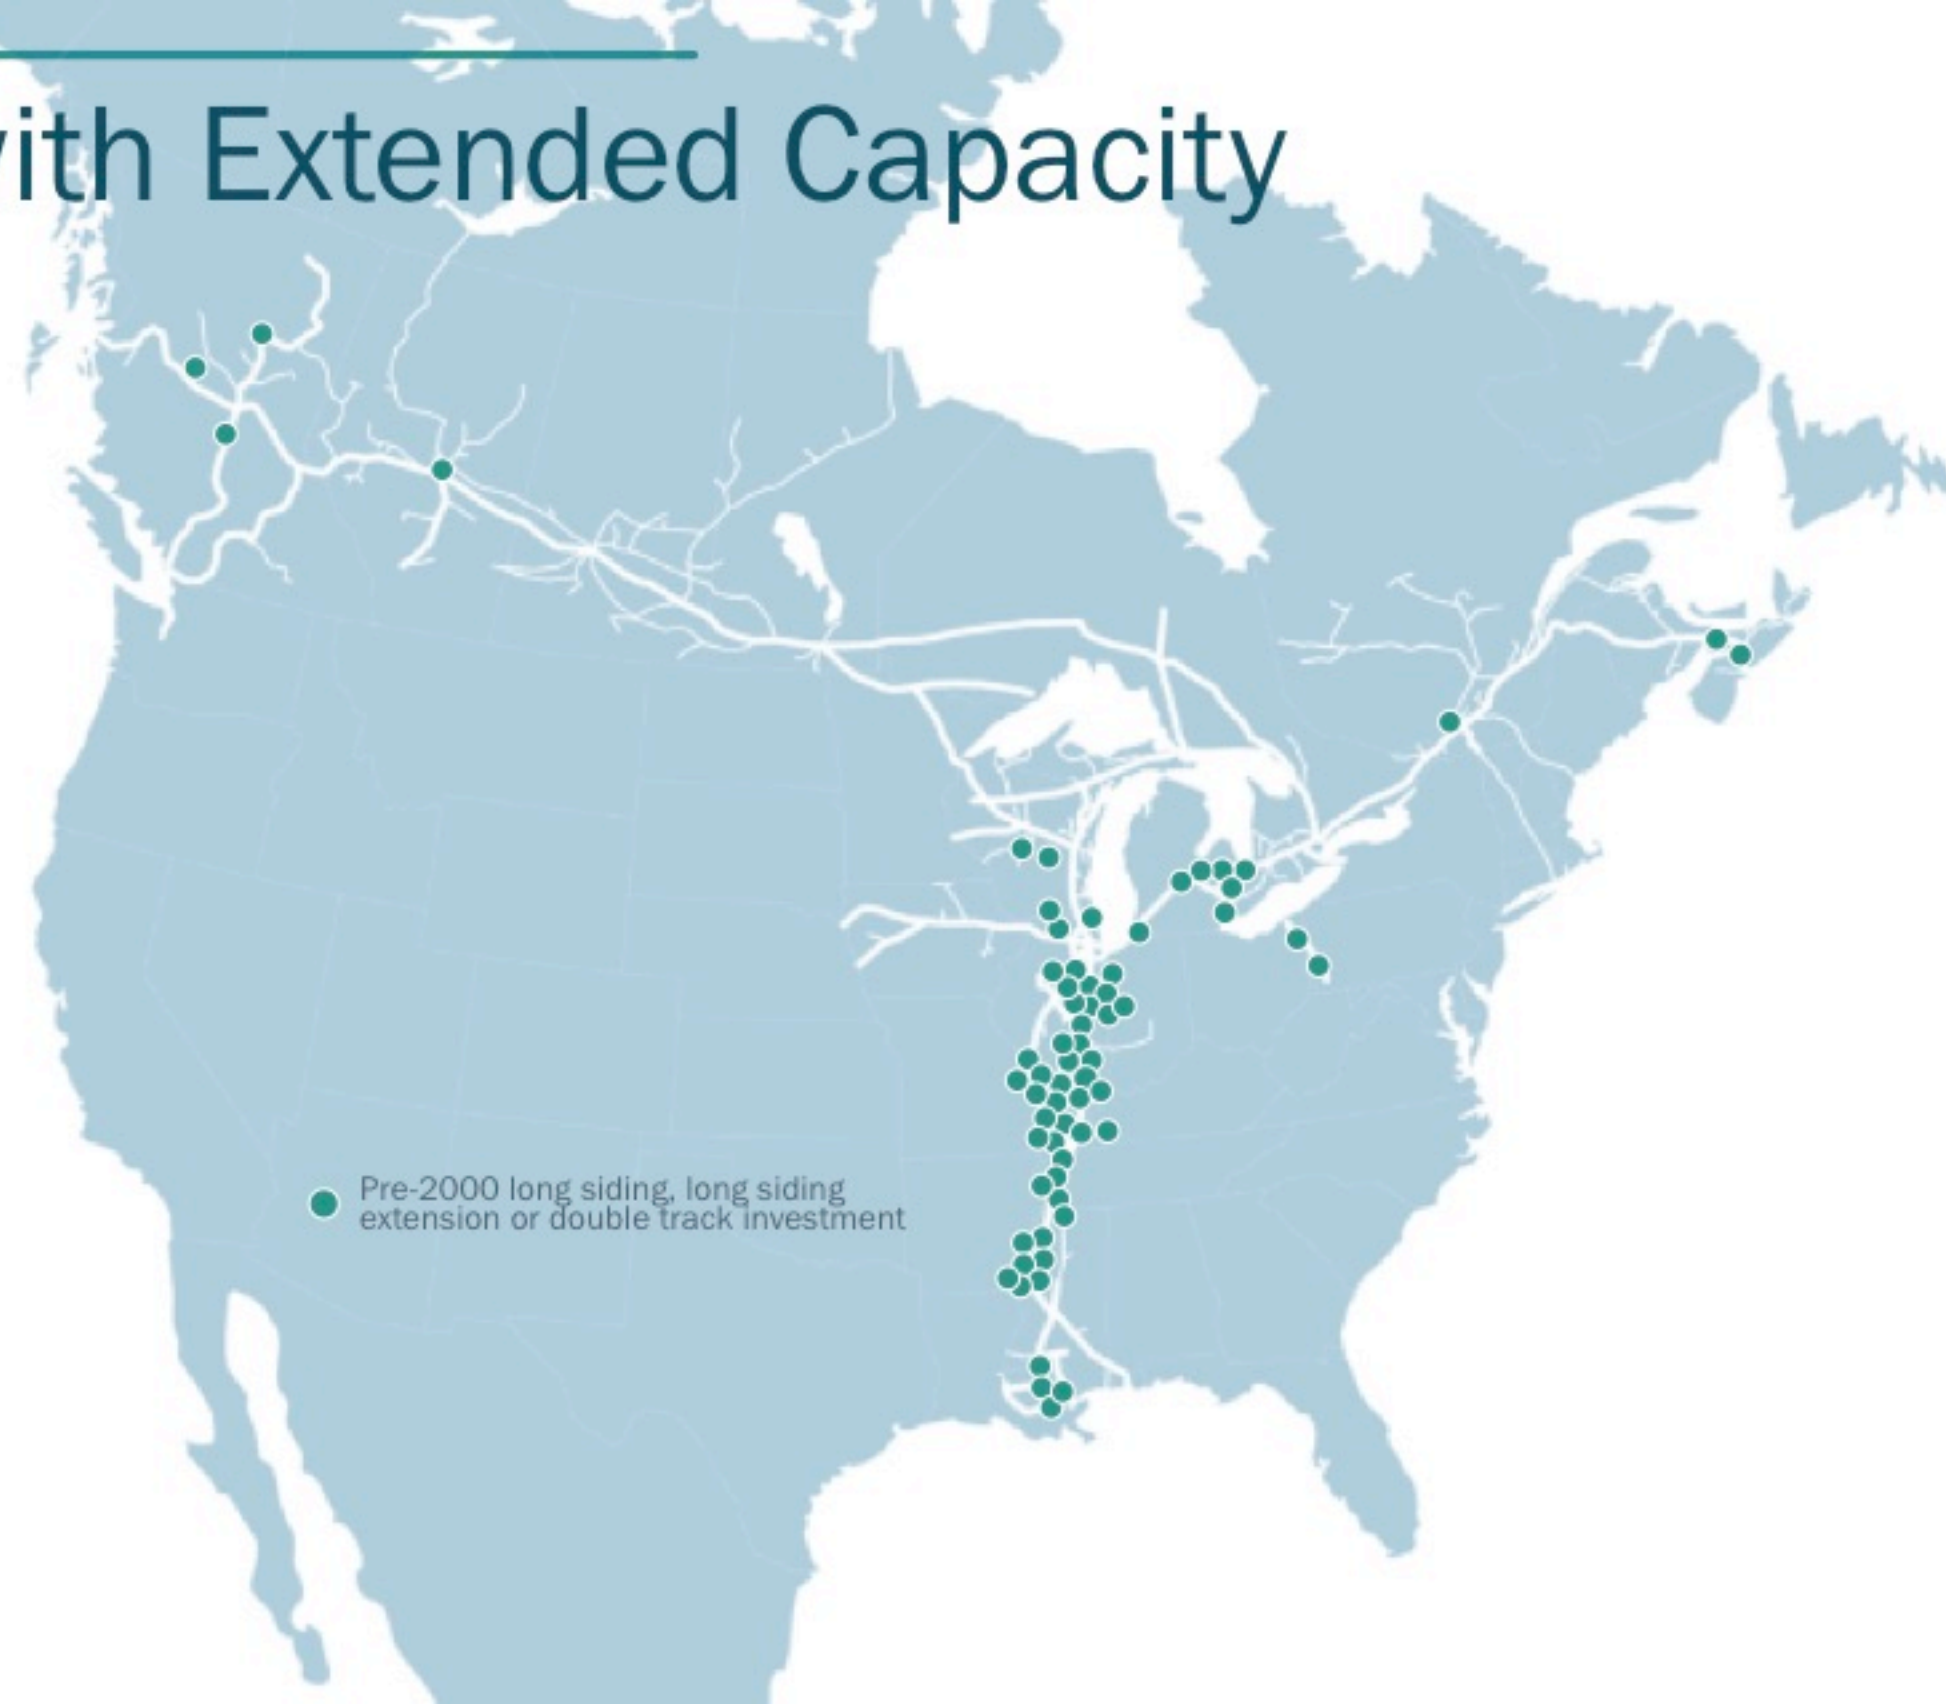 ith Extended Capacity
Pre-2000 long siding, long siding
extension or double track investment